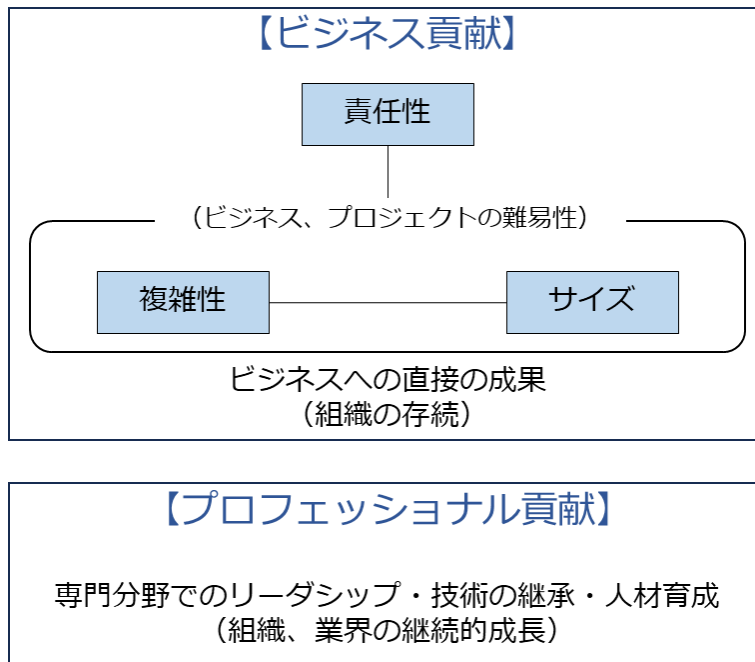 【ビジネス貢献】
責任性
（ビジネス、プロジェクトの難易性）
複雑性
サイズ
ビジネスへの直接の成果
（組織の存続）
【プロフェッショナル貢献】
専門分野でのリーダシップ・技術の継承・人材育成
（組織、業界の継続的成長）